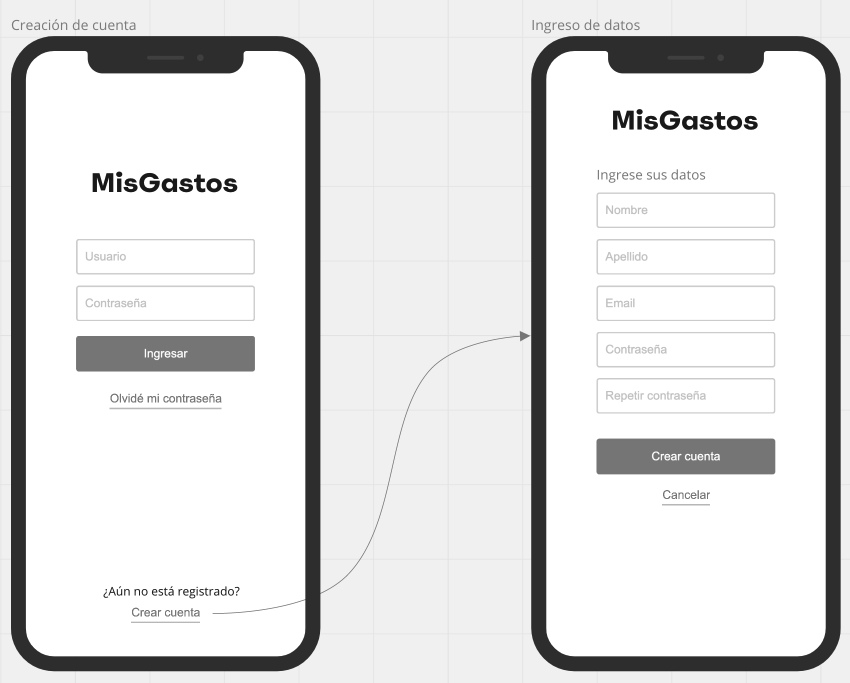 Creación de cuenta
MisGastos
Usuario
Contraseña
Ingresar
Olvidé mi contraseña
¿Aún no está registrado?
Crear cuenta
Ingreso de datos
MisGastos
Ingrese sus datos
Nombre
Apellido
Email
Contraseña
Repetir contraseña
Crear cuenta
Cancelar